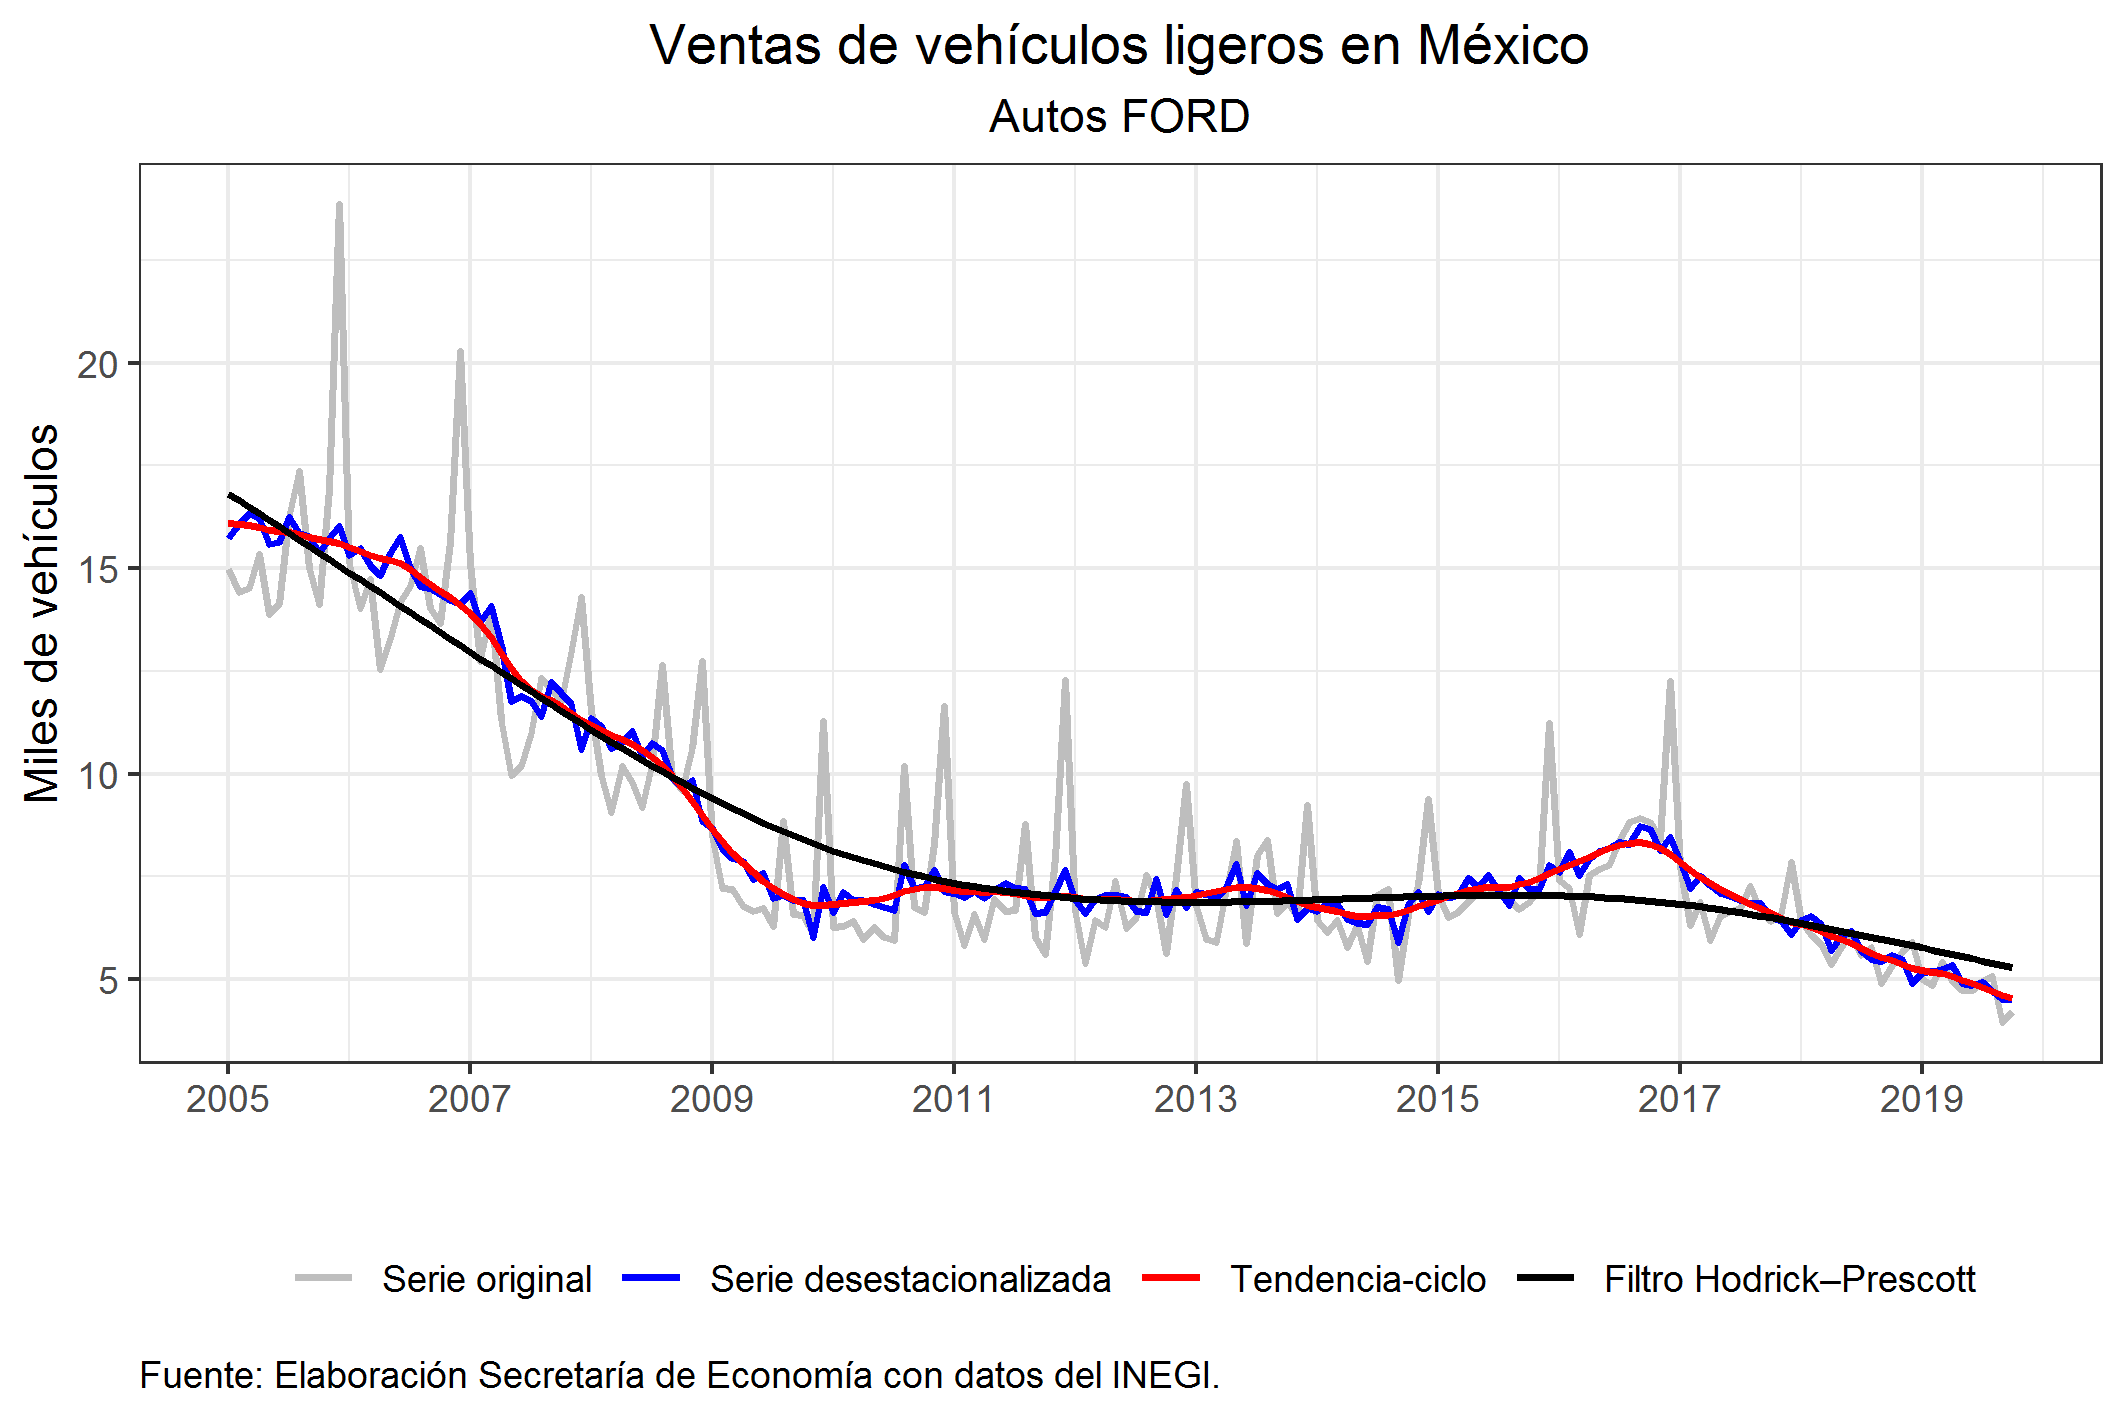 Ventas de vehículos ligeros en México
Autos FORD
Miles de vehículos
20
15
10
5
2005 2007 2009 2011 2013 2015 2017 2019
Serie original Serie desestacionalizada Tendencia-ciclo Filtro Hodrick–Prescott
Fuente: Elaboración Secretaría de Economía con datos del INEGI.